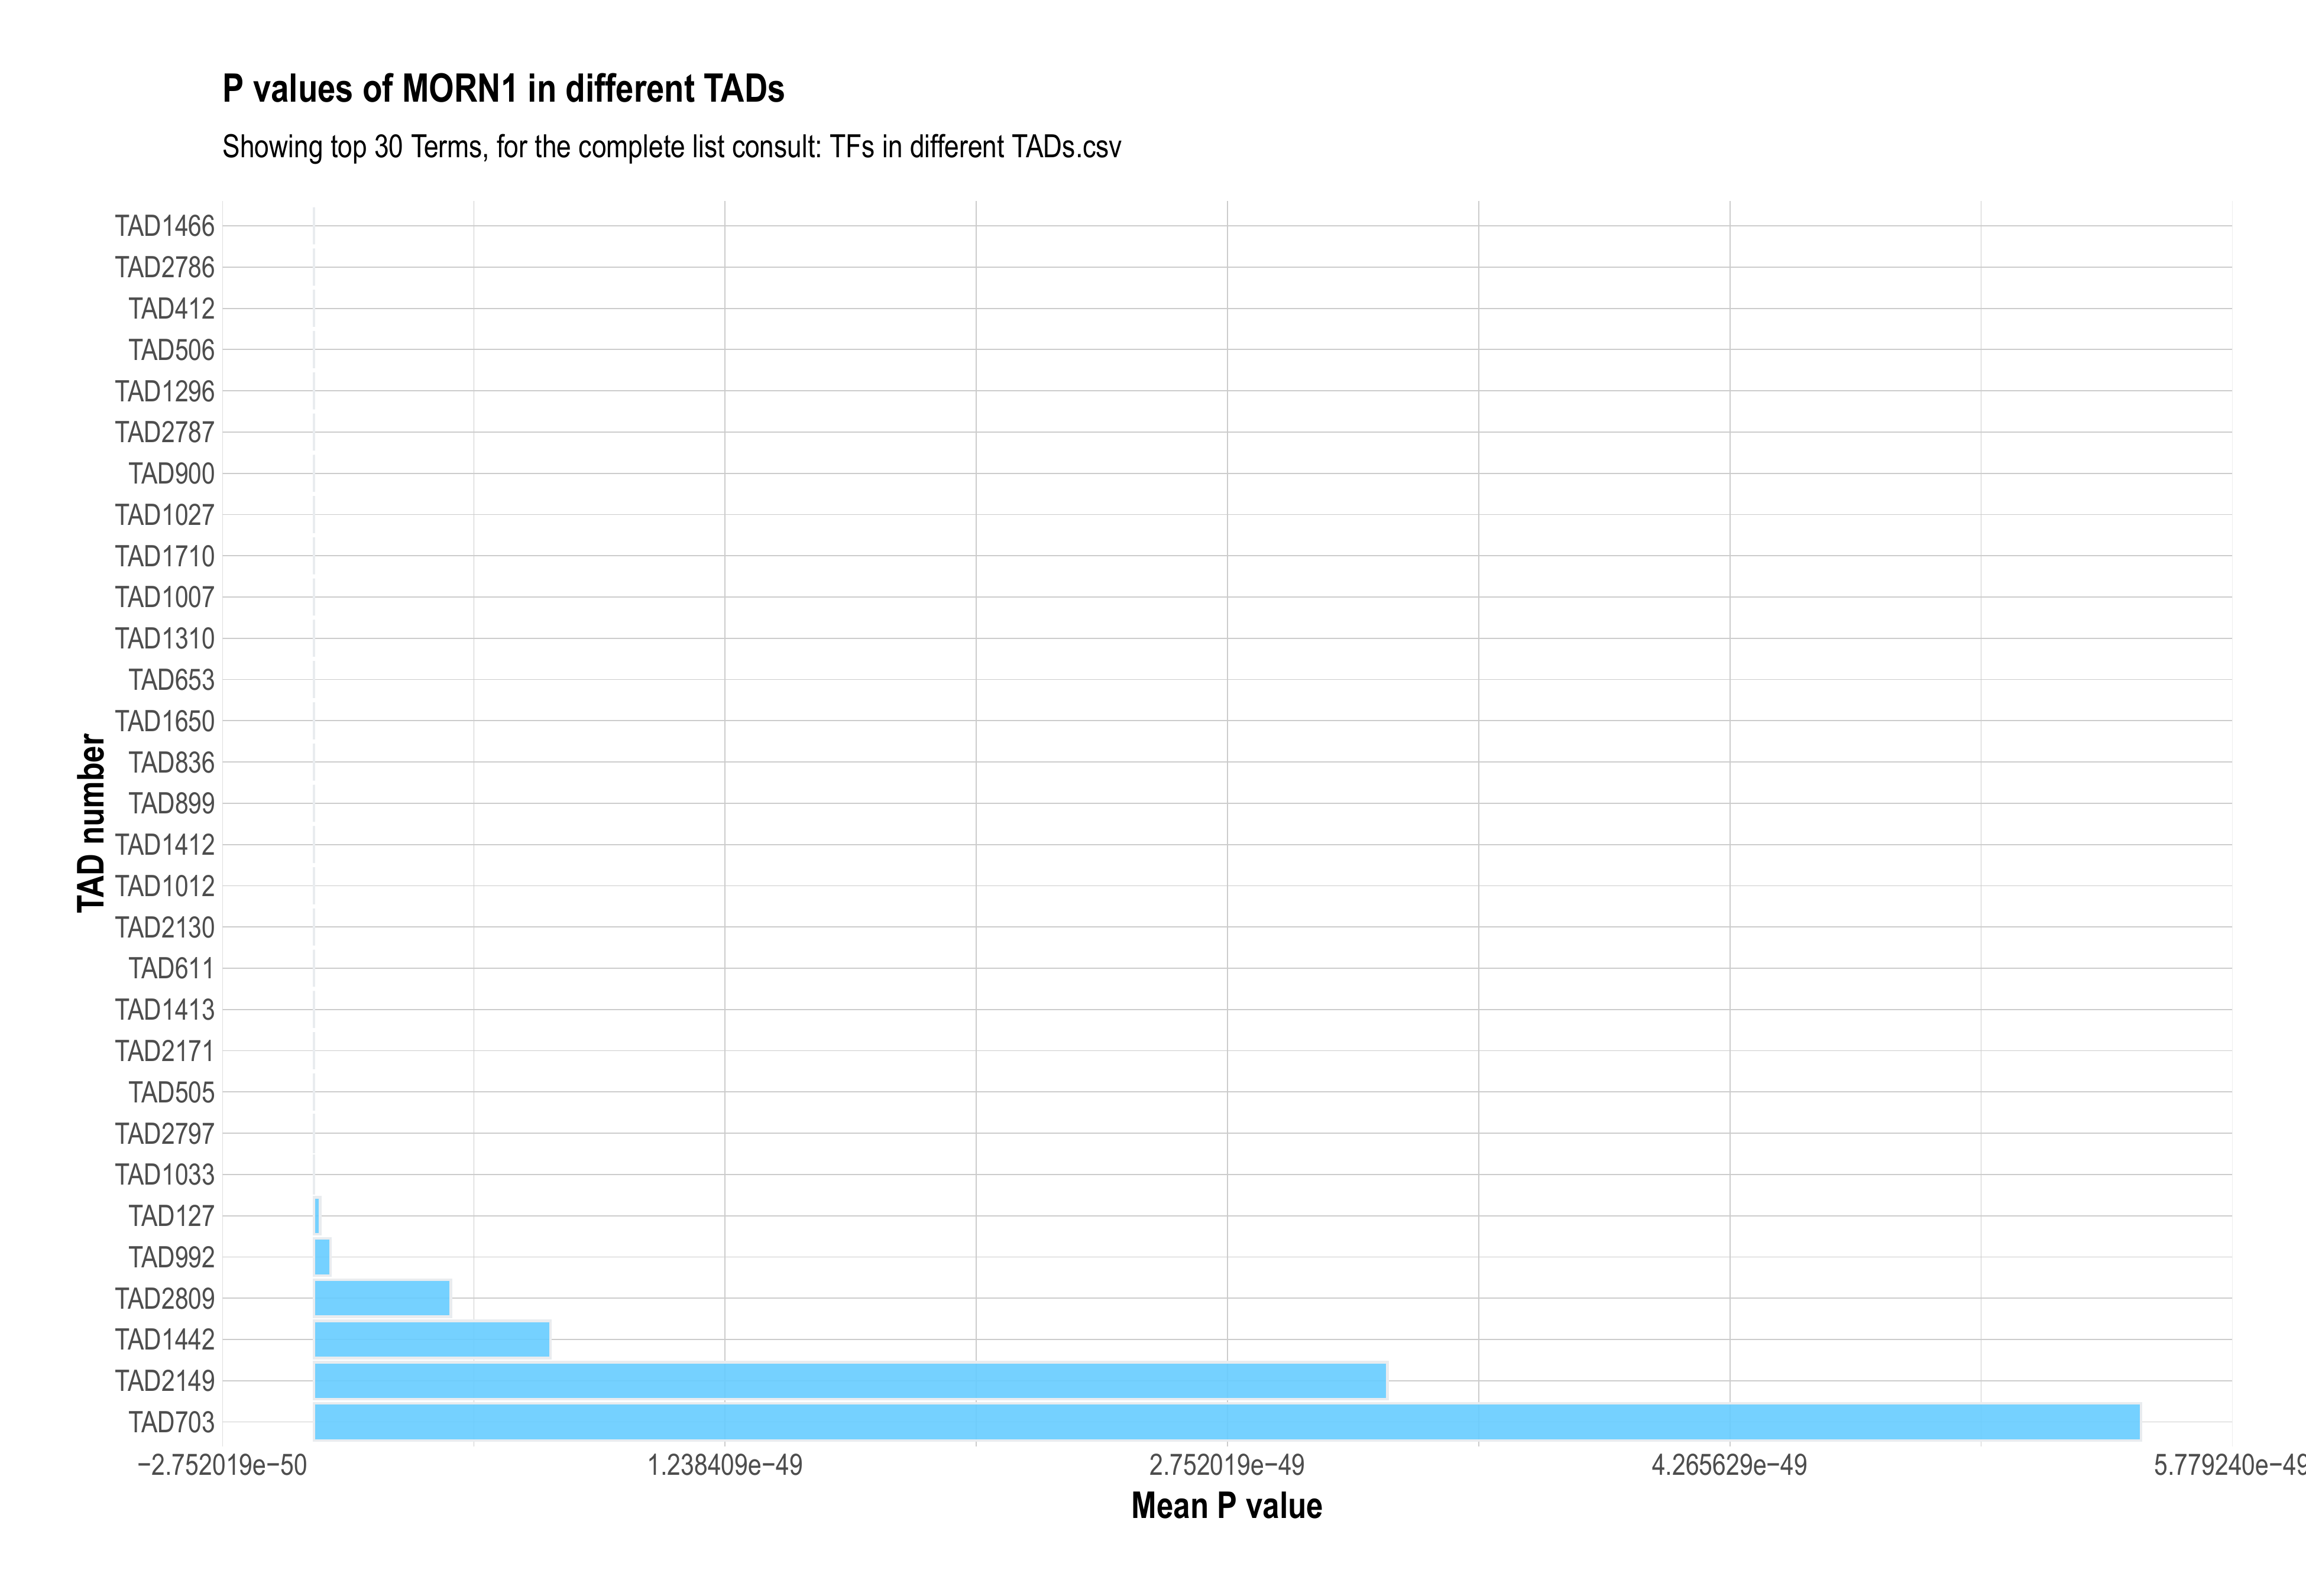 P values of MORN1 in different TADs
Showing top 30 Terms, for the complete list consult: TFs in different TADs.csv
TAD number
TAD1466
TAD2786
TAD412
TAD506
TAD1296
TAD2787
TAD900
TAD1027
TAD1710
TAD1007
TAD1310
TAD653
TAD1650
TAD836
TAD899
TAD1412
TAD1012
TAD2130
TAD611
TAD1413
TAD2171
TAD505
TAD2797
TAD1033
TAD127
TAD992
TAD2809
TAD1442
TAD2149
TAD703
−2.752019e−50 1.238409e−49 2.752019e−49 4.265629e−49 5.779240e−49
Mean P value